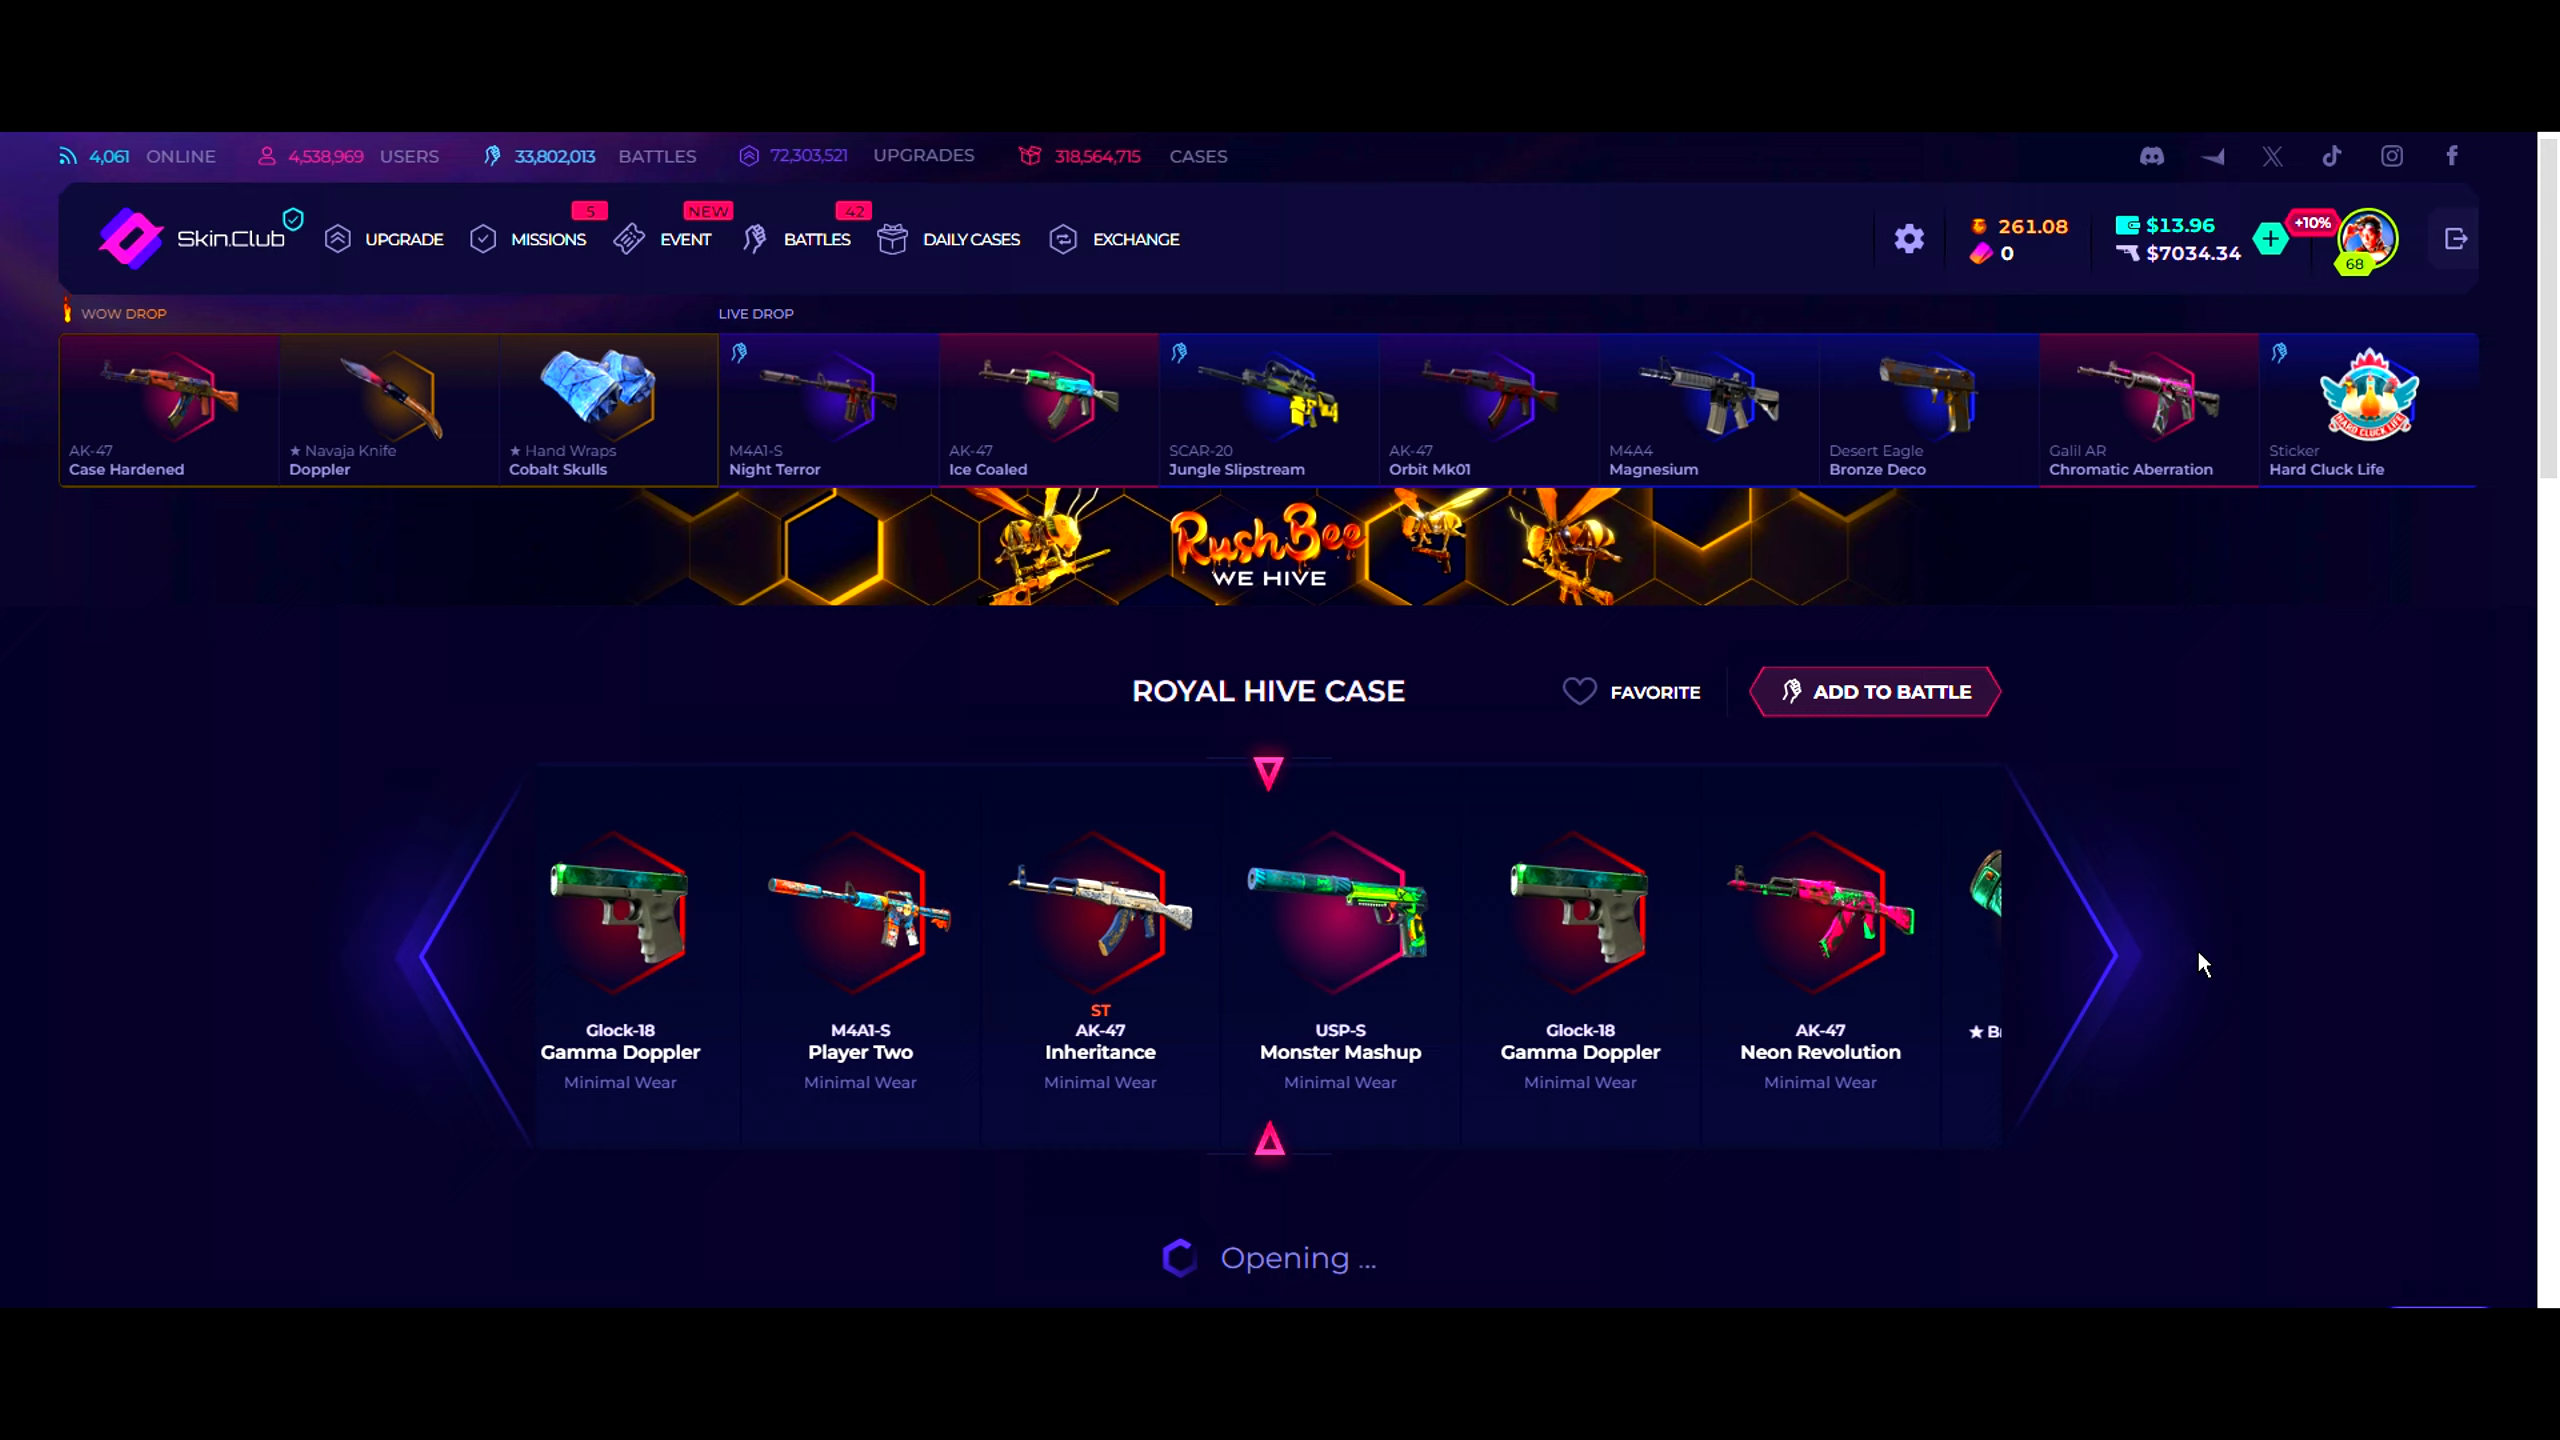 4,061 ONLINE 4,538,969 USERS 33,802,013 BATTLES 72,303,521 UPGRADES 318,564,715 CASES
Skin.Club UPGRADE 5 MISSIONS NEW EVENT 42 BATTLES DAILY CASES EXCHANGE
261.08
0
$13.96
$7034.34
+10%
68
WOW DROP
LIVE DROP
AK-47
Case Hardened
★ Navaja Knife
Doppler
★ Hand Wraps
Cobalt Skulls
M4A1-S
Night Terror
AK-47
Ice Coaled
SCAR-20
Jungle Slipstream
AK-47
Orbit Mk01
M4A4
Magnesium
Desert Eagle
Bronze Deco
Galil AR
Chromatic Aberration
HARD CLUCK LIFE
Sticker
Hard Cluck Life
RushBee
WE HIVE
ROYAL HIVE CASE
FAVORITE
ADD TO BATTLE
Glock-18
Gamma Doppler
Minimal Wear
M4A1-S
Player Two
Minimal Wear
ST
AK-47
Inheritance
Minimal Wear
USP-S
Monster Mashup
Minimal Wear
Glock-18
Gamma Doppler
Minimal Wear
AK-47
Neon Revolution
Minimal Wear
Opening ...